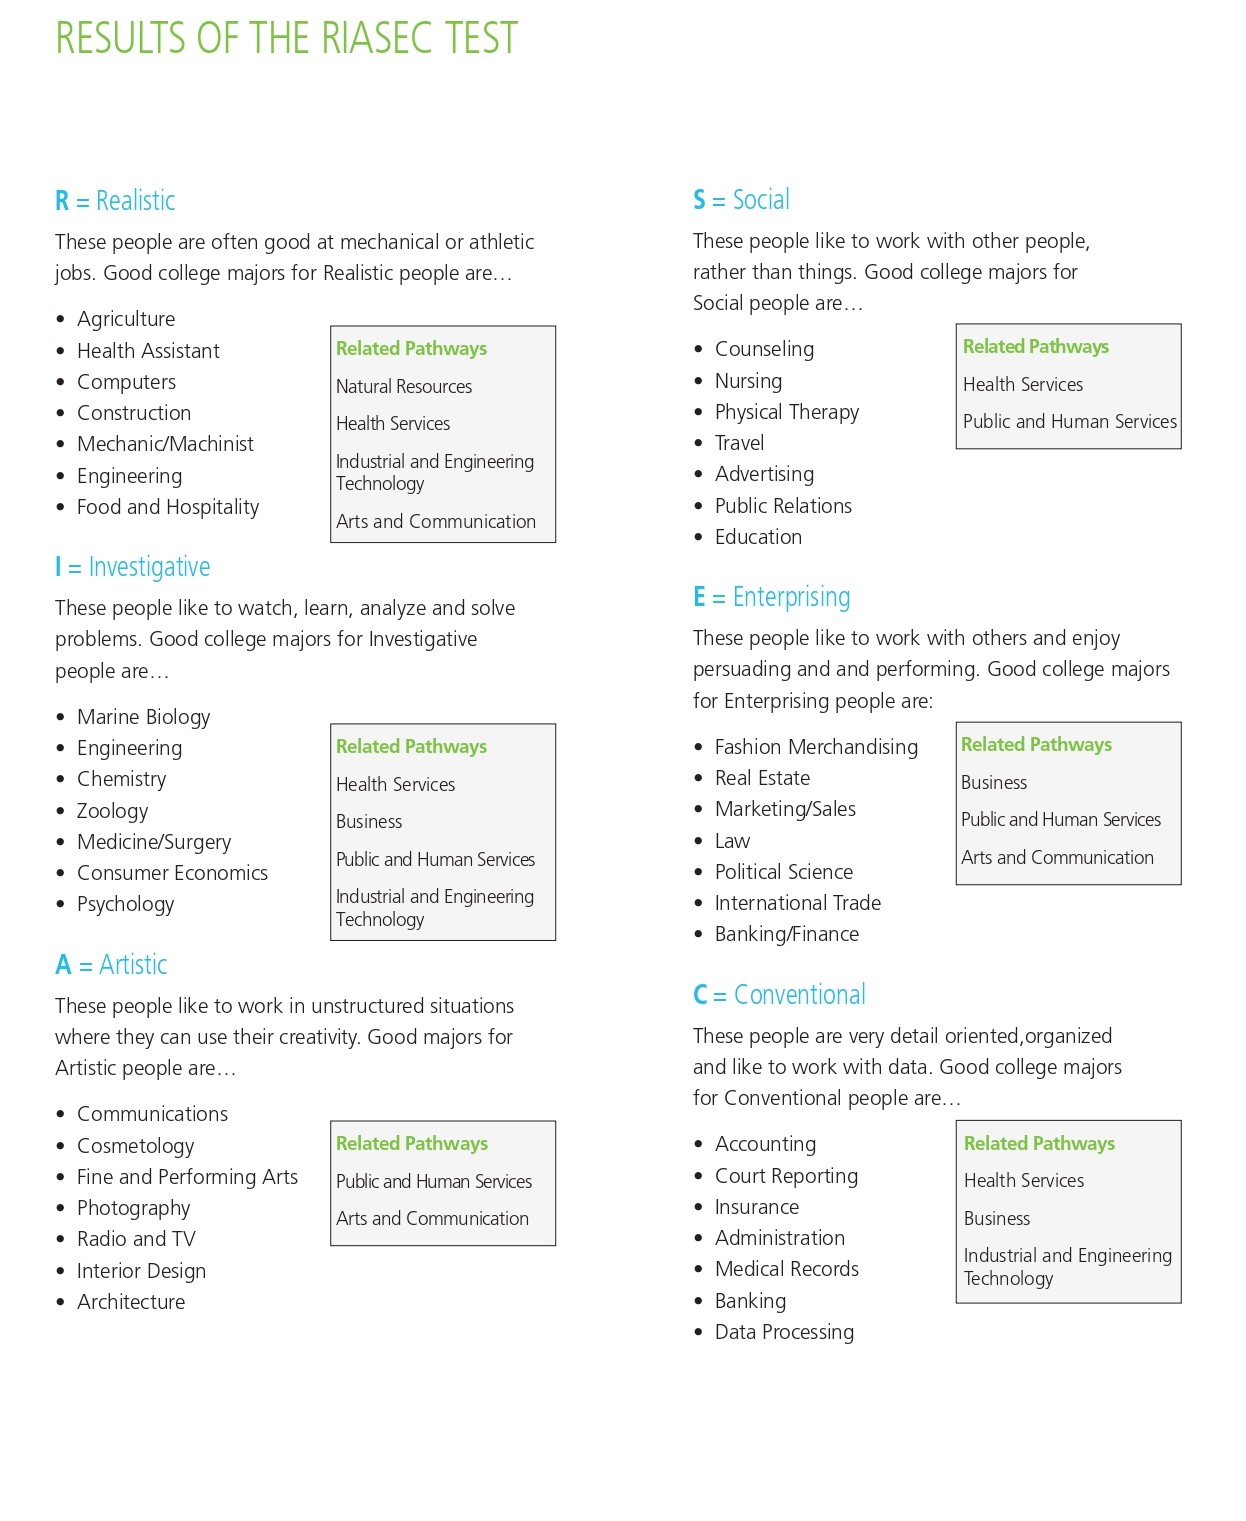 RESULTS OF THE RIASEC TEST
R = Realistic
These people are often good at mechanical or athletic
jobs. Good college majors for Realistic people are…
• Agriculture
• Health Assistant
• Computers
• Construction
• Mechanic/Machinist
• Engineering
• Food and Hospitality
Related Pathways
Natural Resources
Health Services
Industrial and Engineering
Technology
Arts and Communication
I = Investigative
These people like to watch, learn, analyze and solve
problems. Good college majors for Investigative
people are…
• Marine Biology
• Engineering
• Chemistry
• Zoology
• Medicine/Surgery
• Consumer Economics
• Psychology
Related Pathways
Health Services
Business
Public and Human Services
Industrial and Engineering
Technology
A = Artistic
These people like to work in unstructured situations
where they can use their creativity. Good majors for
Artistic people are…
• Communications
• Cosmetology
• Fine and Performing Arts
• Photography
• Radio and TV
• Interior Design
• Architecture
Related Pathways
Public and Human Services
Arts and Communication
S = Social
These people like to work with other people,
rather than things. Good college majors for
Social people are…
• Counseling
• Nursing
• Physical Therapy
• Travel
• Advertising
• Public Relations
• Education
Related Pathways
Health Services
Public and Human Services
E = Enterprising
These people like to work with others and enjoy
persuading and and performing. Good college majors
for Enterprising people are:
• Fashion Merchandising
• Real Estate
• Marketing/Sales
• Law
• Political Science
• International Trade
• Banking/Finance
Related Pathways
Business
Public and Human Services
Arts and Communication
C = Conventional
These people are very detail oriented,organized
and like to work with data. Good college majors
for Conventional people are…
• Accounting
• Court Reporting
• Insurance
• Administration
• Medical Records
• Banking
• Data Processing
Related Pathways
Health Services
Business
Industrial and Engineering
Technology